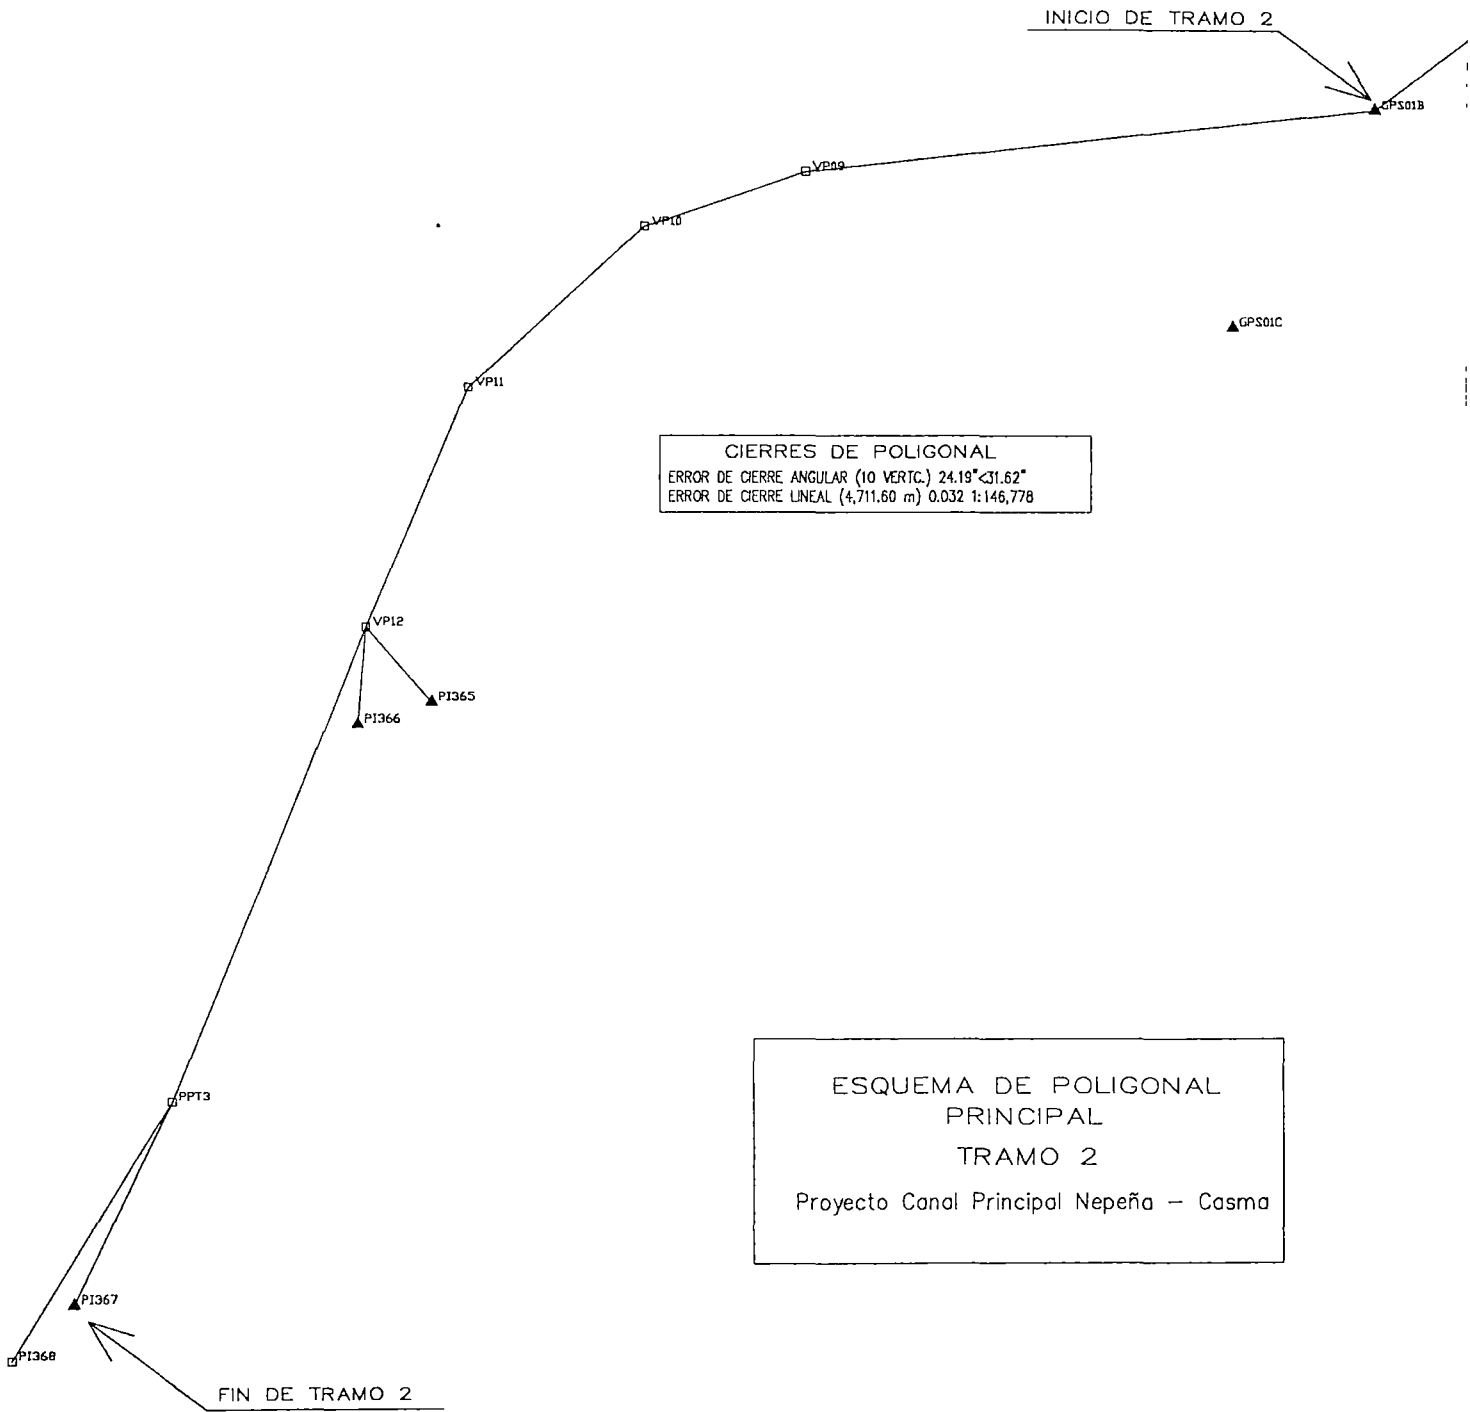 INICIO DE TRAMO 2
GPS01B
VP09
VP10
GPS01C
VP11
CIERRES DE POLIGONAL
ERROR DE CIERRE ANGULAR (10 VERTC.) 24.19"<31.62"
ERROR DE CIERRE LINEAL (4,711.60 m) 0.032 1:146,778
VP12
PI365
PI366
ESQUEMA DE POLIGONAL
PRINCIPAL
TRAMO 2
Proyecto Canal Principal Nepeña – Casma
PPT3
PI367
PI368
FIN DE TRAMO 2